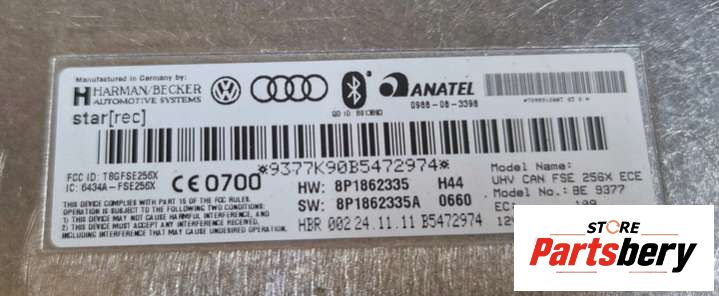 Manufactured in Germany by:
HARMAN/BECKER
AUTOMOTIVE SYSTEMS
star[rec]
ANATEL
0988-08-3398
*9377K90B5472974*
FCC ID: T8GFSE256X
IC: 6434A-FSE256X
CE 0700
HW: 8P1862335 H44
SW: 8P1862335A 0660
HBR 002 24.11.11 B5472974
THIS DEVICE COMPLIES WITH PART 15 OF THE FCC RULES.
OPERATION IS SUBJECT TO THE FOLLOWING TWO CONDITIONS:
1) THIS DEVICE MAY NOT CAUSE HARMFUL INTERFERENCE, AND
2) THIS DEVICE MUST ACCEPT ANY INTERFERENCE RECEIVED,
INCLUDING INTERFERENCE THAT MAY CAUSE UNDESIRED OPERATION.
Model Name:
UHV CAN FSE 256X ECE
Model No.: BE 9377
12V
STORE
Partsbery